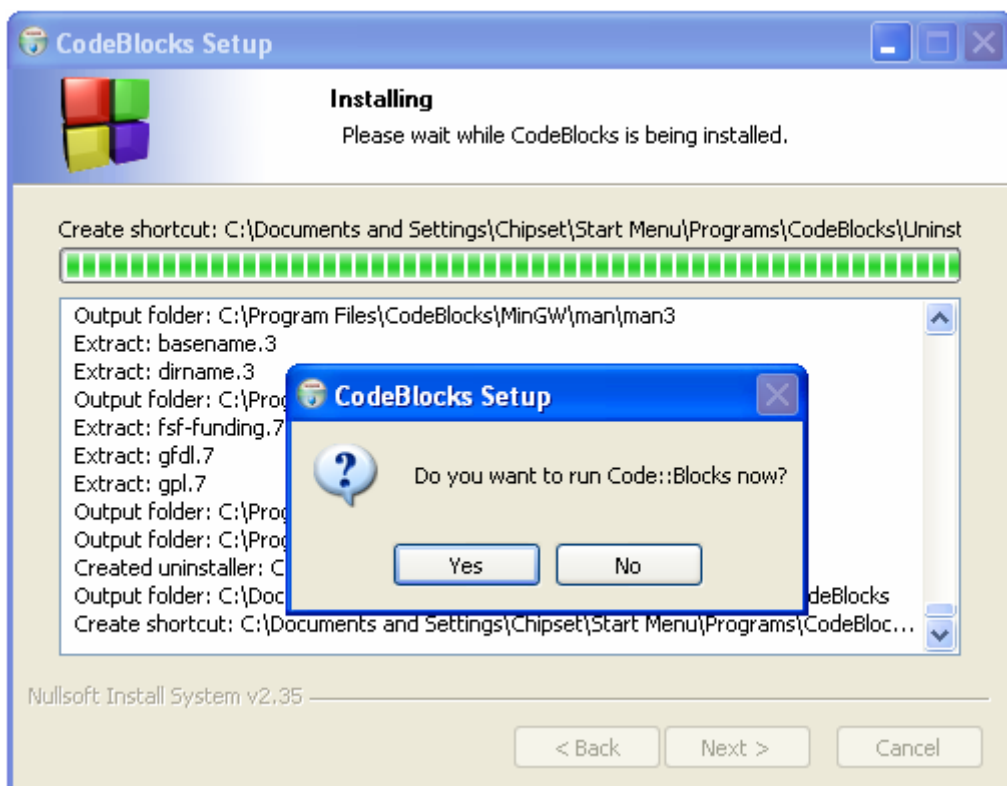 CodeBlocks Setup
Installing
Please wait while CodeBlocks is being installed.
Create shortcut: C:\Documents and Settings\Chipset\Start Menu\Programs\CodeBlocks\Uninst
Output folder: C:\Program Files\CodeBlocks\MinGW\man\man3
Extract: basename.3
Extract: dirname.3
Output folder: C:\Prog
Extract: fsf-funding.7
Extract: gfdl.7
Extract: gpl.7
Output folder: C:\Prog
Output folder: C:\Prog
Created uninstaller: C
Output folder: C:\Doc deBlocks
Create shortcut: C:\Documents and Settings\Chipset\Start Menu\Programs\CodeBloc...
CodeBlocks Setup
Do you want to run Code::Blocks now?
Yes No
Nullsoft Install System v2.35
< Back Next > Cancel